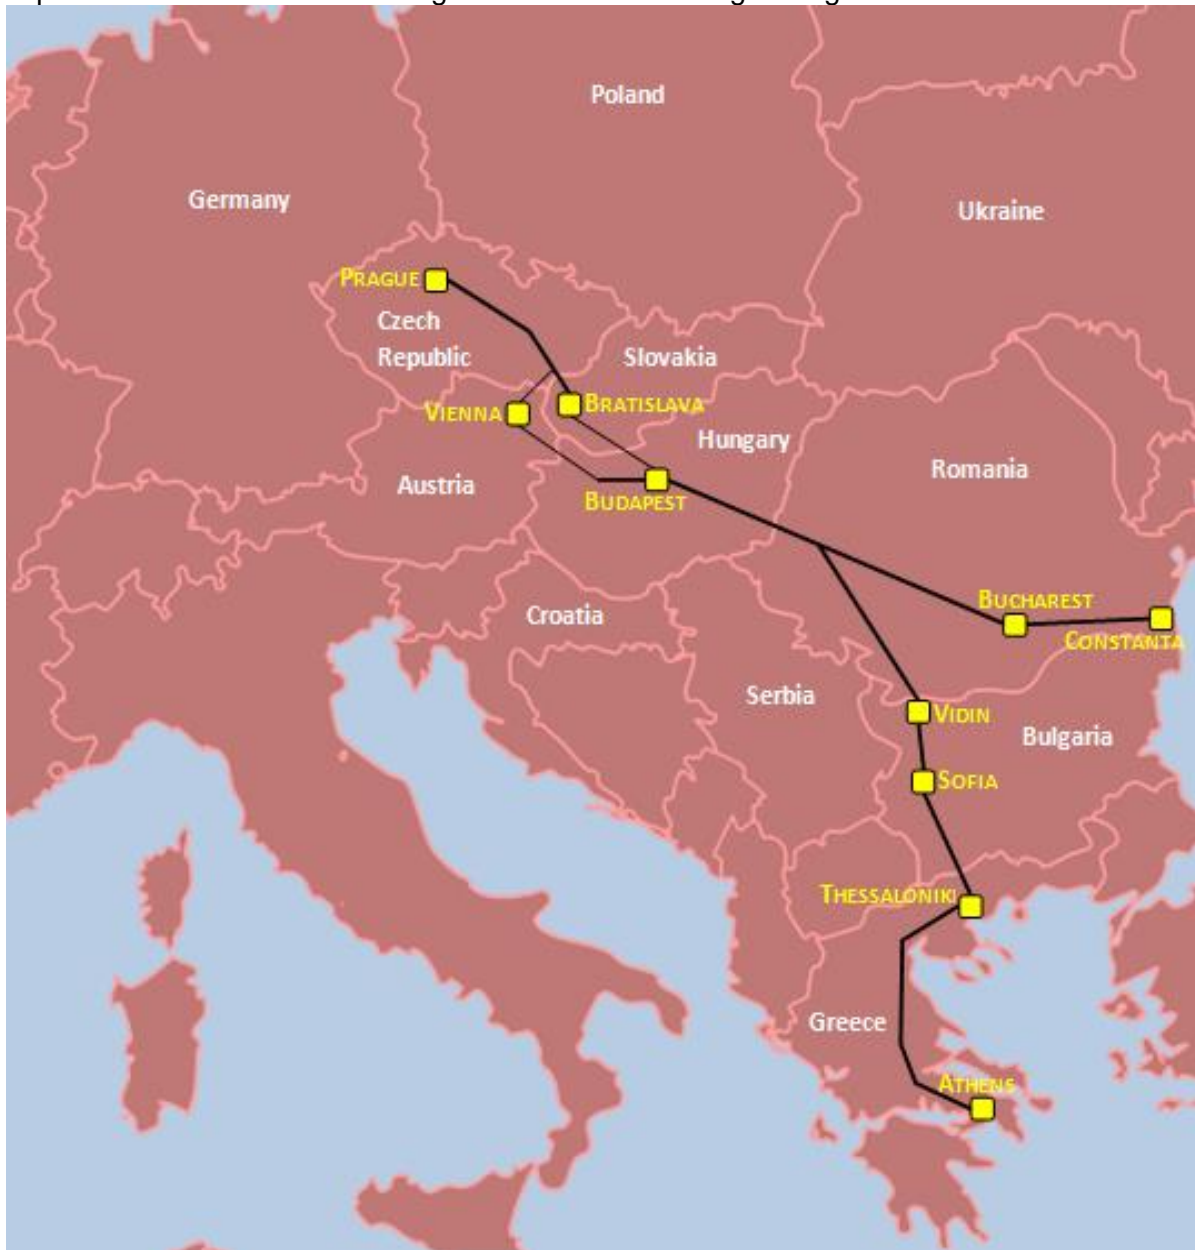 Poland
Germany
Ukraine
PRAGUE
Czech
Republic
Slovakia
VIENNA
BRATISLAVA
Hungary
Romania
Austria
BUDAPEST
BUCHAREST
Croatia
CONSTANTA
Serbia
VIDIN
Bulgaria
SOFIA
THESSALONIKI
Greece
ATHENS